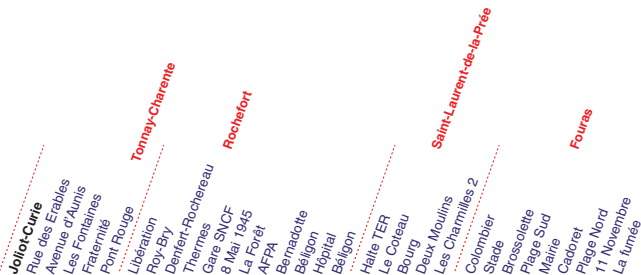 Joliot-Curie
Rue des Erables
Avenue d'Aunis
Les Fontaines
Fraternité
Pont Rouge
Tonnay-Charente
Libération
Roy-Bry
Denfert-Rochereau
Thermes
Gare SNCF
8 Mai 1945
La Forêt
AFPA
Bernadotte
Béligon
Hôpital
Béligon
Rochefort
Halte TER
Le Coteau
Bourg
Deux Moulins
Les Charmilles 2
Saint-Laurent-de-la-Prée
Colombier
Stade
Brossolette
Plage Sud
Mairie
Cadoret
Plage Nord
11 Novembre
La fumée
Fouras